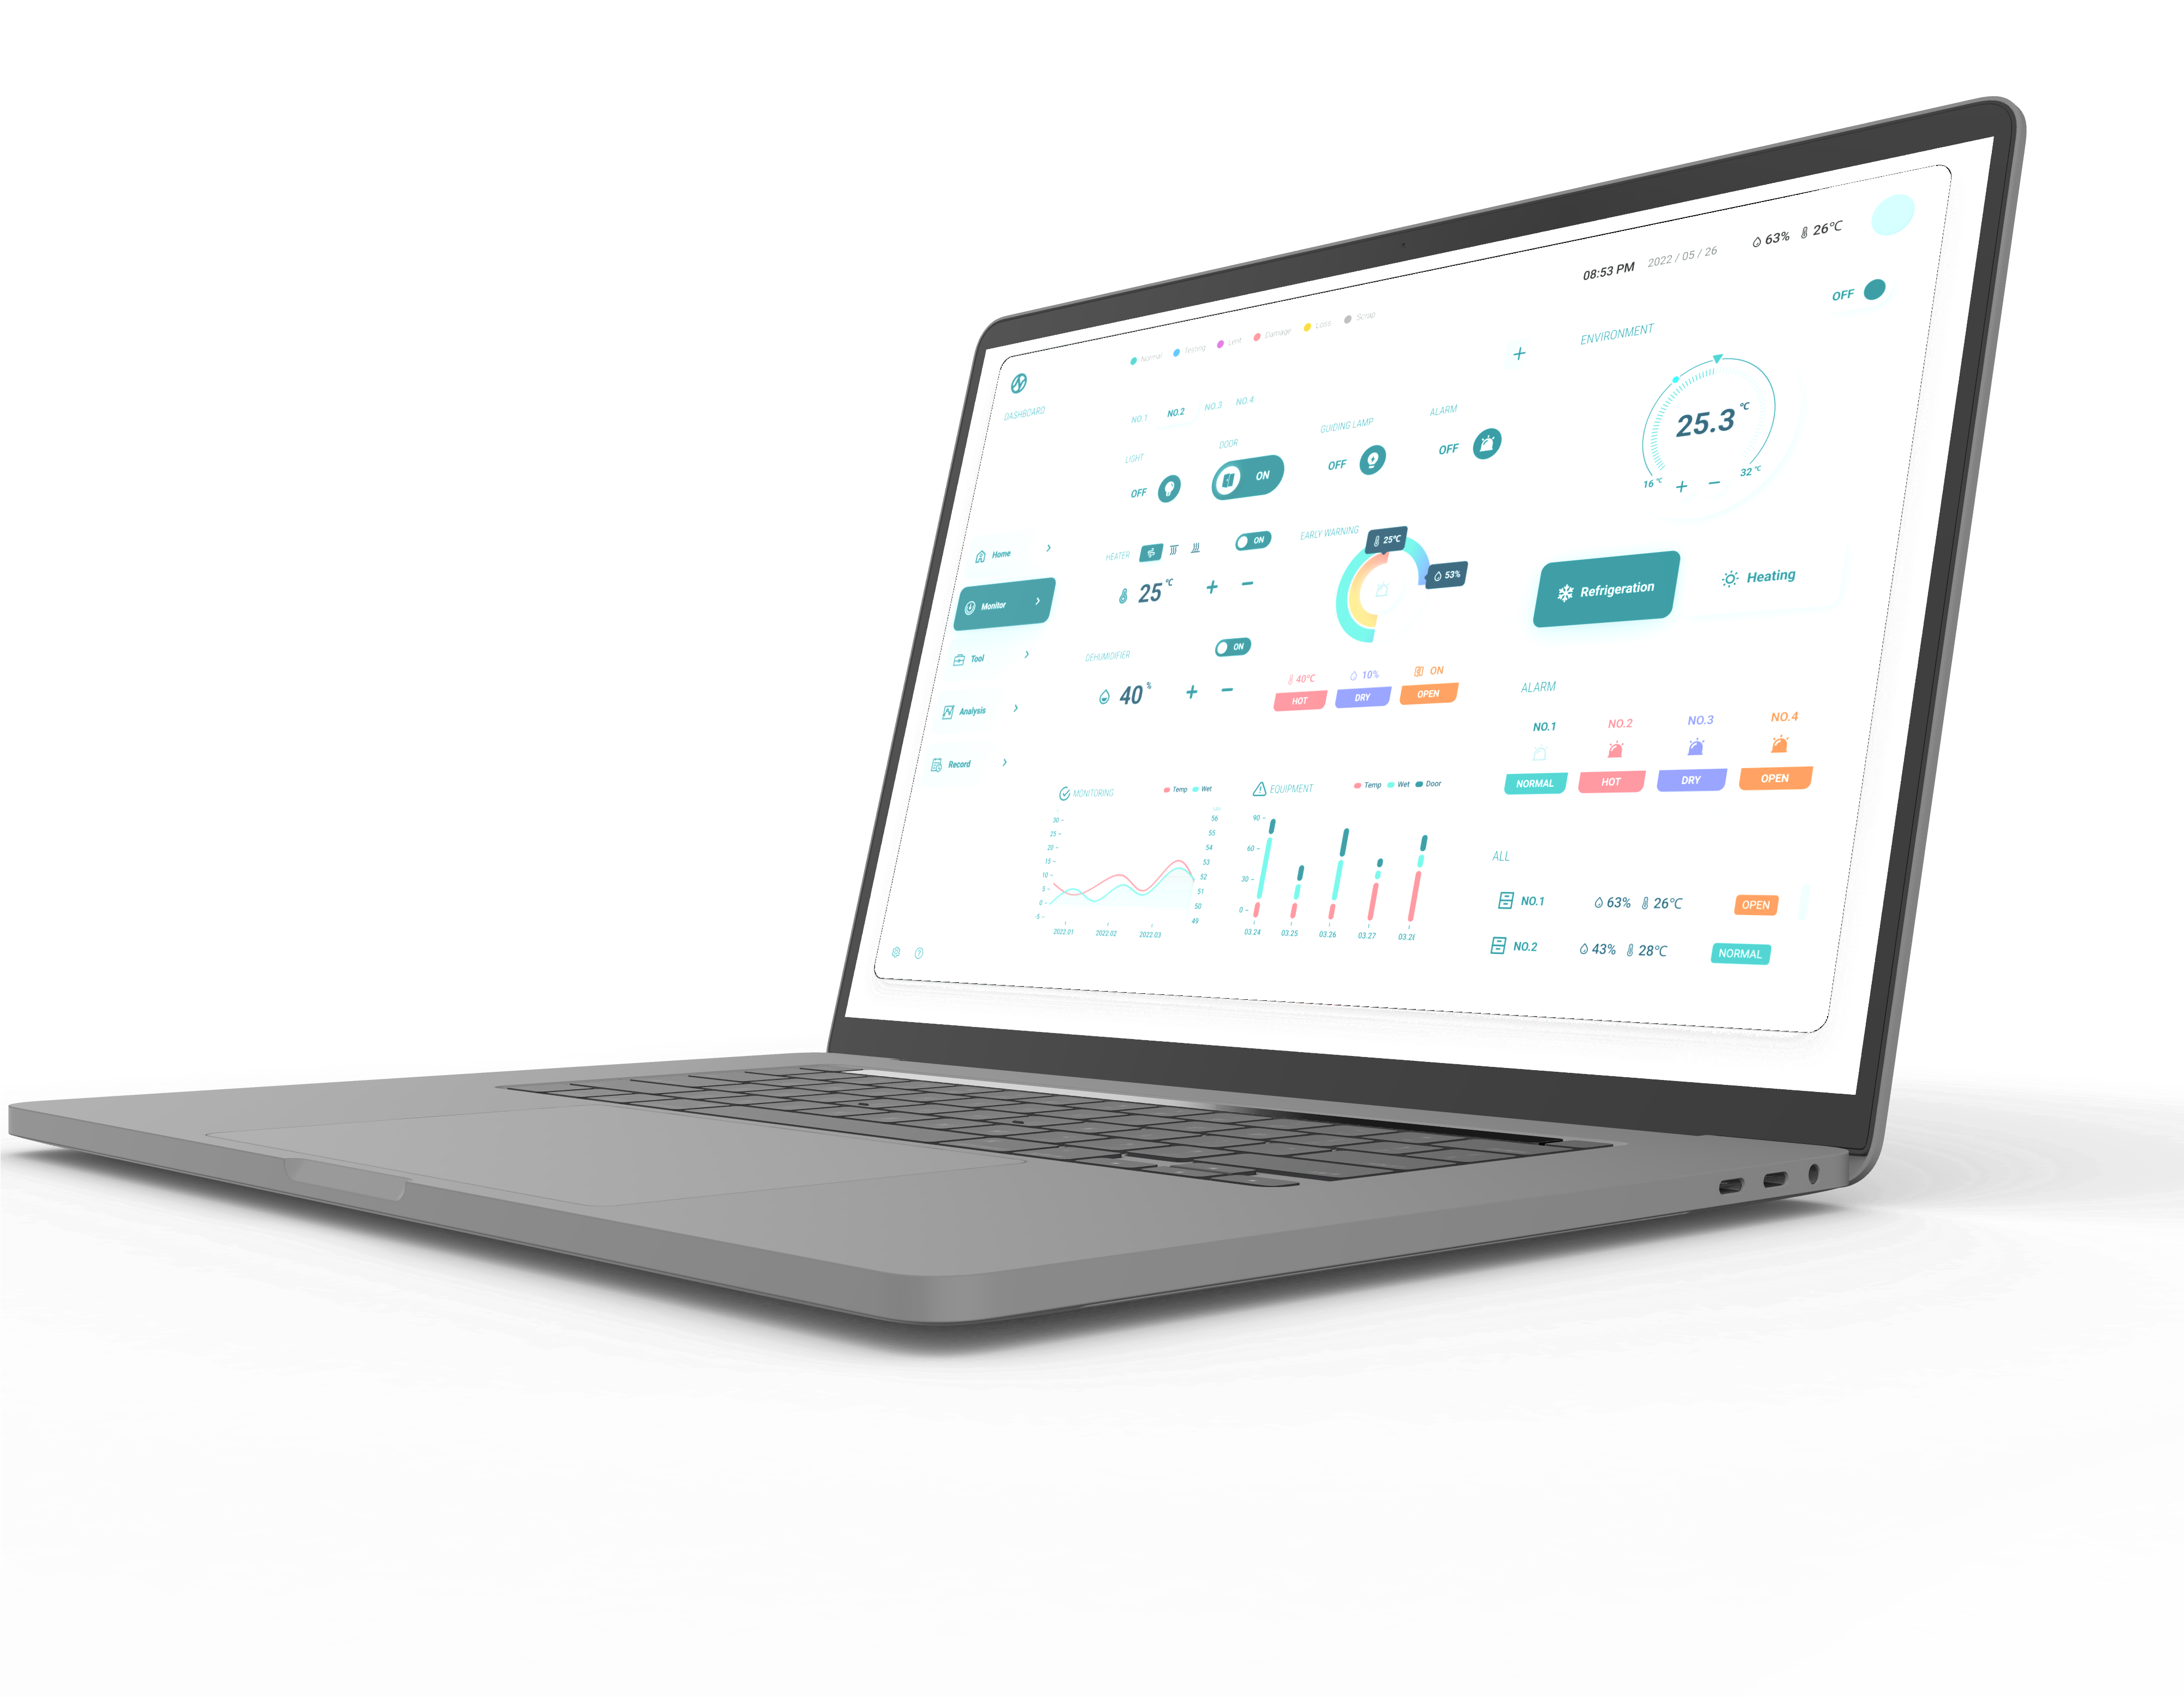 08:53 PM 2022 / 05 / 26 63% 26°C
OFF
Normal Testing Lent Damage Loss Scrap
DASHBOARD
Home
Monitor
Tool
Analysis
Record
NO.1 NO.2 NO.3 NO.4
LIGHT
OFF
DOOR
ON
GUIDING LAMP
OFF
ALARM
OFF
HEATER
ON
25 °C + −
DEHUMIDIFIER
ON
40 % + −
EARLY WARNING
25°C
53%
40°C 10% ON
HOT DRY OPEN
+
ENVIRONMENT
25.3 °C
16 °C + − 32 °C
Refrigeration Heating
ALARM
NO.1 NO.2 NO.3 NO.4
NORMAL HOT DRY OPEN
MONITORING
Temp Wet
30
25
20
15
10
5
0
-5
56
55
54
53
52
51
50
49
2022.01 2022.02 2022.03
EQUIPMENT
Temp Wet Door
90
60
30
0
03.24 03.25 03.26 03.27
ALL
NO.1 63% 26°C OPEN
NO.2 43% 28°C NORMAL